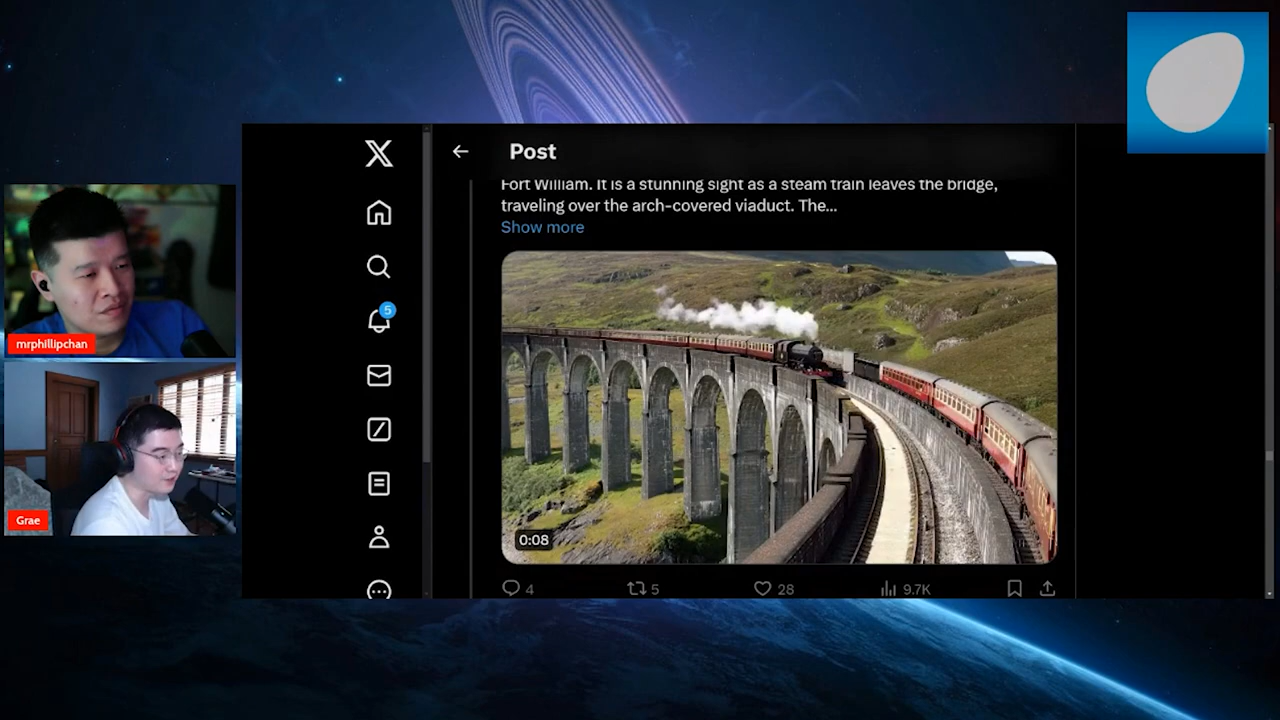 Post
Fort William. It is a stunning sight as a steam train leaves the bridge,
traveling over the arch-covered viaduct. The...
Show more
5
0:08
4 5 28 9.7K
mrphillipchan
Grae